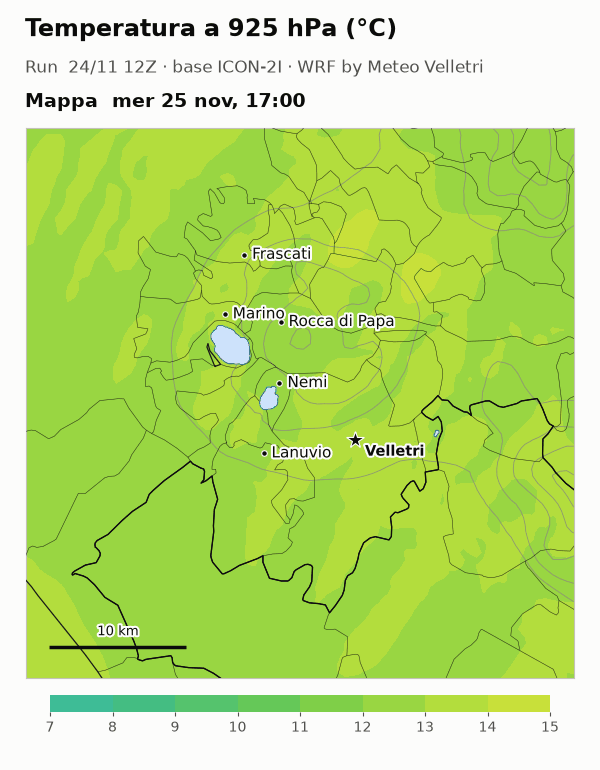 Temperatura a 925 hPa (°C)
Run  24/11 12Z · base ICON-2I · WRF by Meteo Velletri
Mappa  mer 25 nov, 17:00
Frascati
Marino
Rocca di Papa
Nemi
Velletri
Lanuvio
10 km
7 8 9 10 11 12 13 14 15